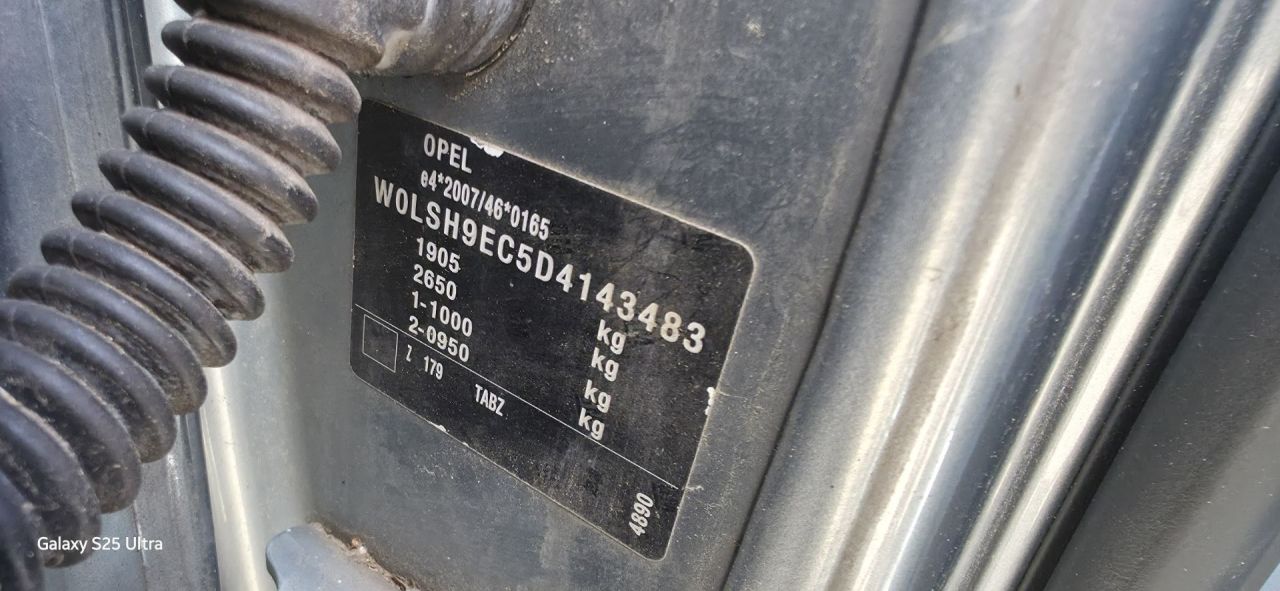 OPEL
e4*2007/46*0165
W0LSH9EC5D4143483
1905 kg
2650 kg
1-1000 kg
2-0950 kg
Z 179 TABZ
4890
Galaxy S25 Ultra